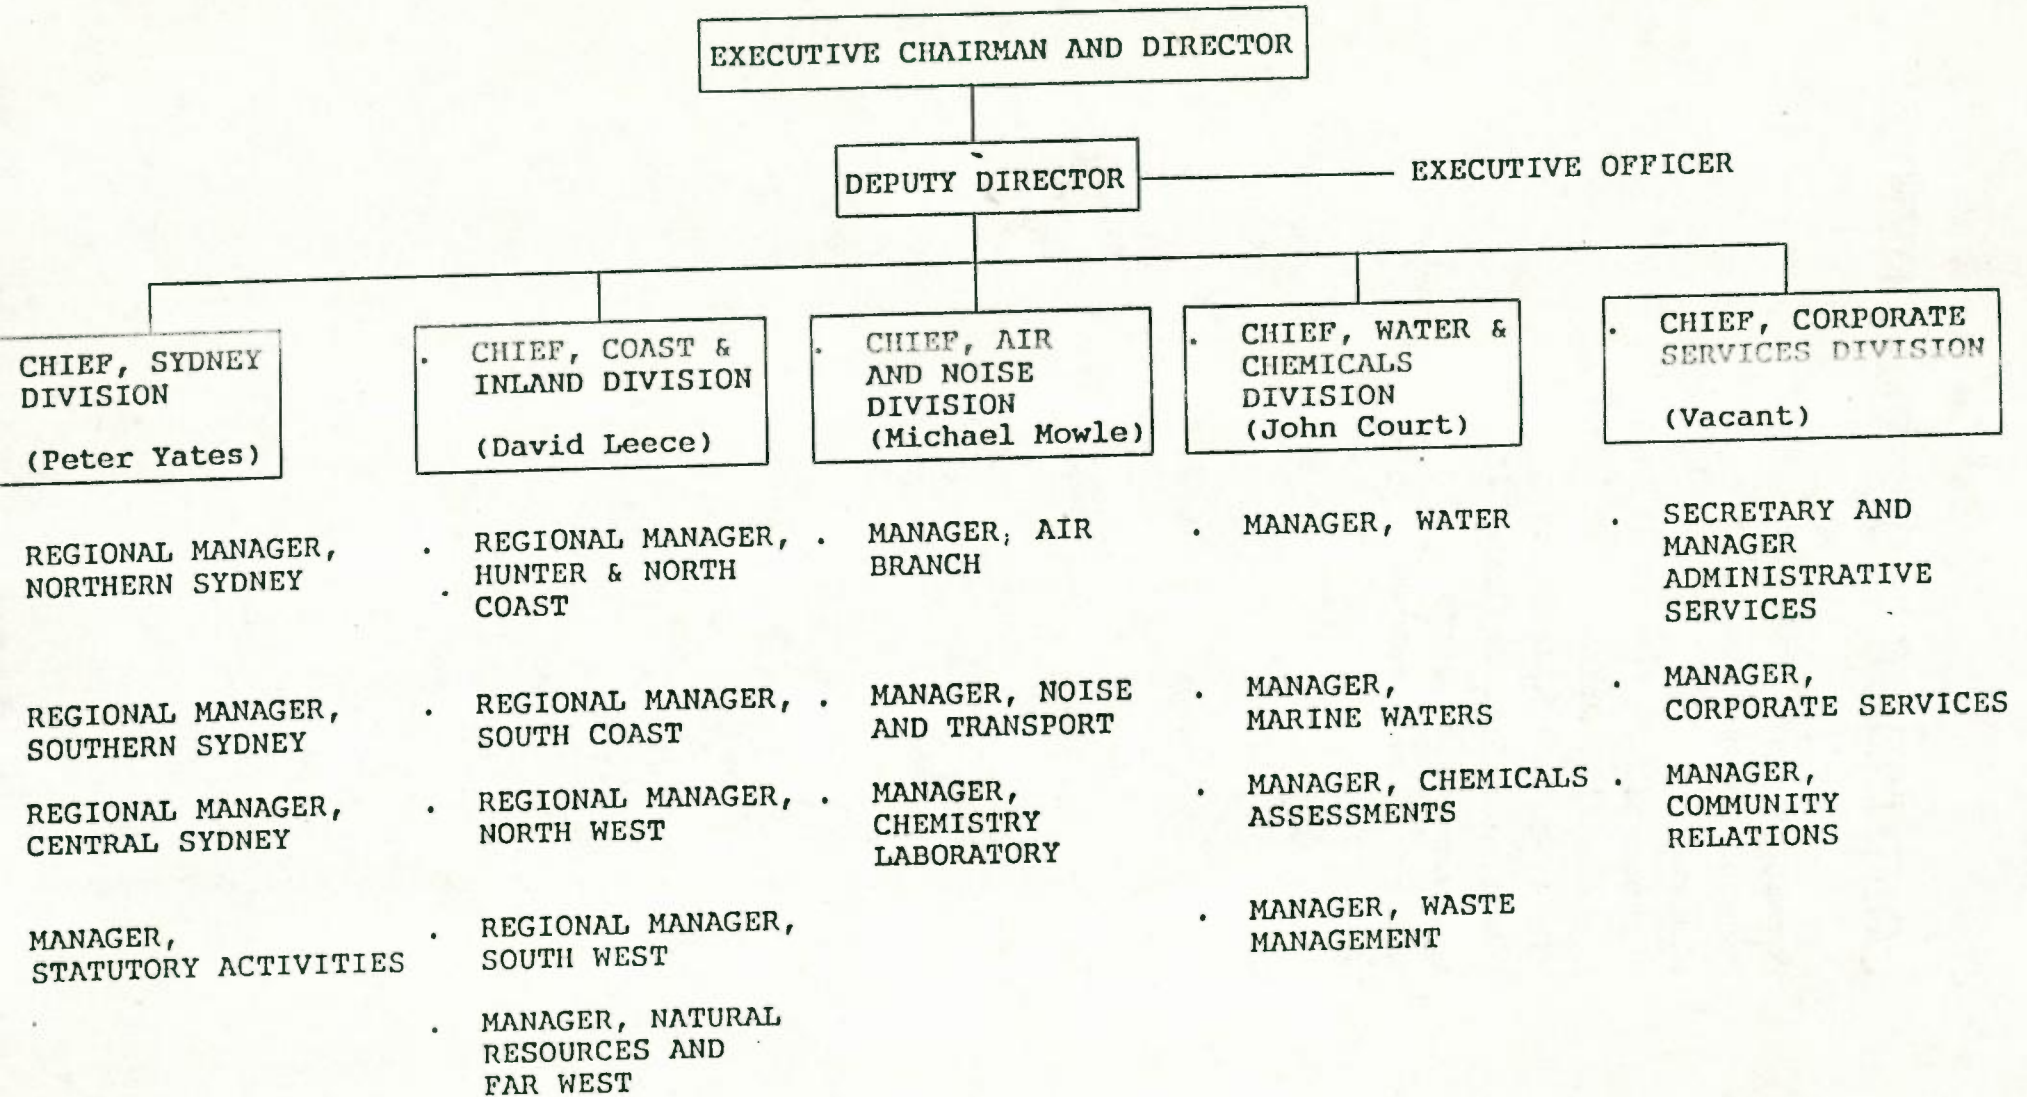 EXECUTIVE CHAIRMAN AND DIRECTOR
DEPUTY DIRECTOR
EXECUTIVE OFFICER
CHIEF, SYDNEY
DIVISION
(Peter Yates)
. CHIEF, COAST &
INLAND DIVISION
(David Leece)
. CHIEF, AIR
AND NOISE
DIVISION
(Michael Mowle)
. CHIEF, WATER &
CHEMICALS
DIVISION
(John Court)
. CHIEF, CORPORATE
SERVICES DIVISION
(Vacant)
REGIONAL MANAGER,
NORTHERN SYDNEY
REGIONAL MANAGER,
SOUTHERN SYDNEY
REGIONAL MANAGER,
CENTRAL SYDNEY
MANAGER,
STATUTORY ACTIVITIES
. REGIONAL MANAGER,
HUNTER & NORTH
COAST
. REGIONAL MANAGER,
SOUTH COAST
. REGIONAL MANAGER,
NORTH WEST
. REGIONAL MANAGER,
SOUTH WEST
. MANAGER, NATURAL
RESOURCES AND
FAR WEST
. MANAGER, AIR
BRANCH
. MANAGER, NOISE
AND TRANSPORT
. MANAGER,
CHEMISTRY
LABORATORY
. MANAGER, WATER
. MANAGER,
MARINE WATERS
. MANAGER, CHEMICALS
ASSESSMENTS
. MANAGER, WASTE
MANAGEMENT
. SECRETARY AND
MANAGER
ADMINISTRATIVE
SERVICES
. MANAGER,
CORPORATE SERVICES
. MANAGER,
COMMUNITY
RELATIONS